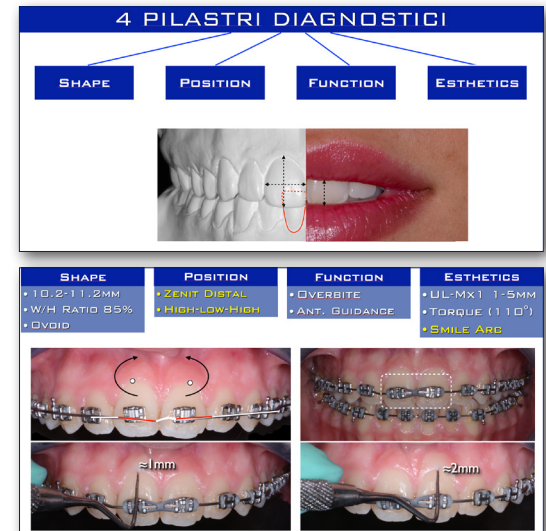 4 PILASTRI DIAGNOSTICI
SHAPE
POSITION
FUNCTION
ESTHETICS
SHAPE
• 10.2-11.2MM
• W/H RATIO 85%
• OVOID
POSITION
• ZENIT DISTAL
• HIGH-LOW-HIGH
FUNCTION
• OVERBITE
• ANT. GUIDANCE
ESTHETICS
• UL-MX1 1-5MM
• TORQUE (110°)
• SMILE ARC
≈1mm
≈2mm